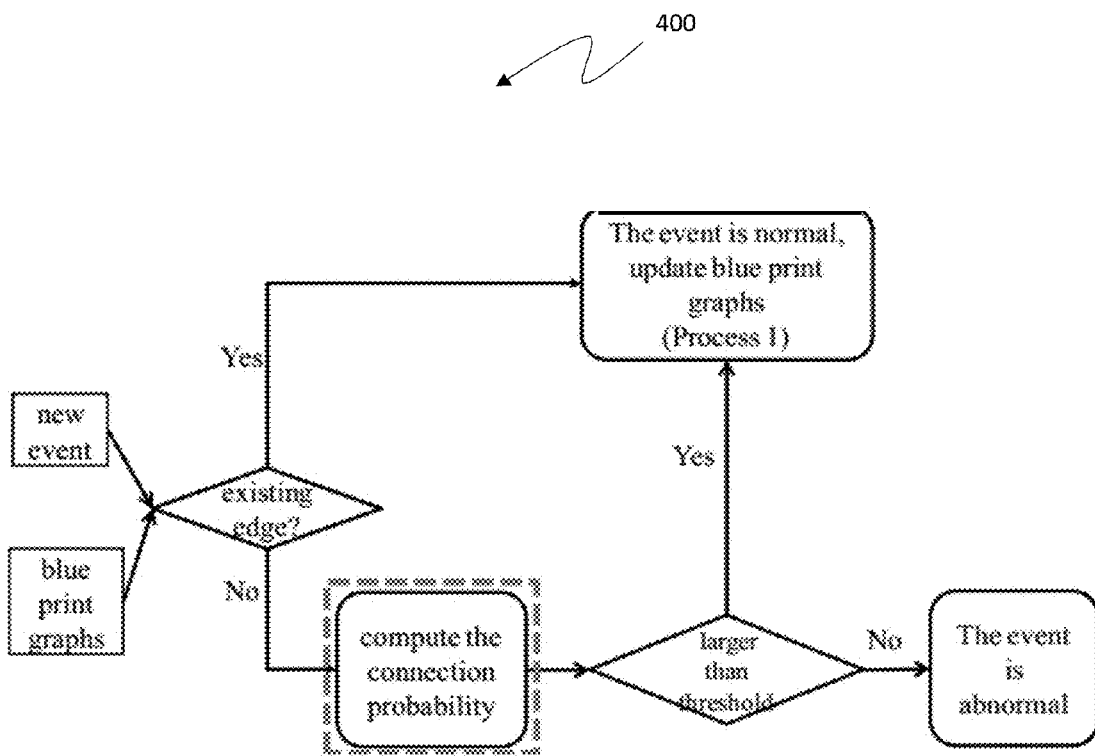 400
The event is normal,
update blue print
graphs
(Process 1)
Yes
new
event
existing
edge?
Yes
blue
print
graphs
No
compute the
connection
probability
larger
than
threshold
No
The event
is
abnormal